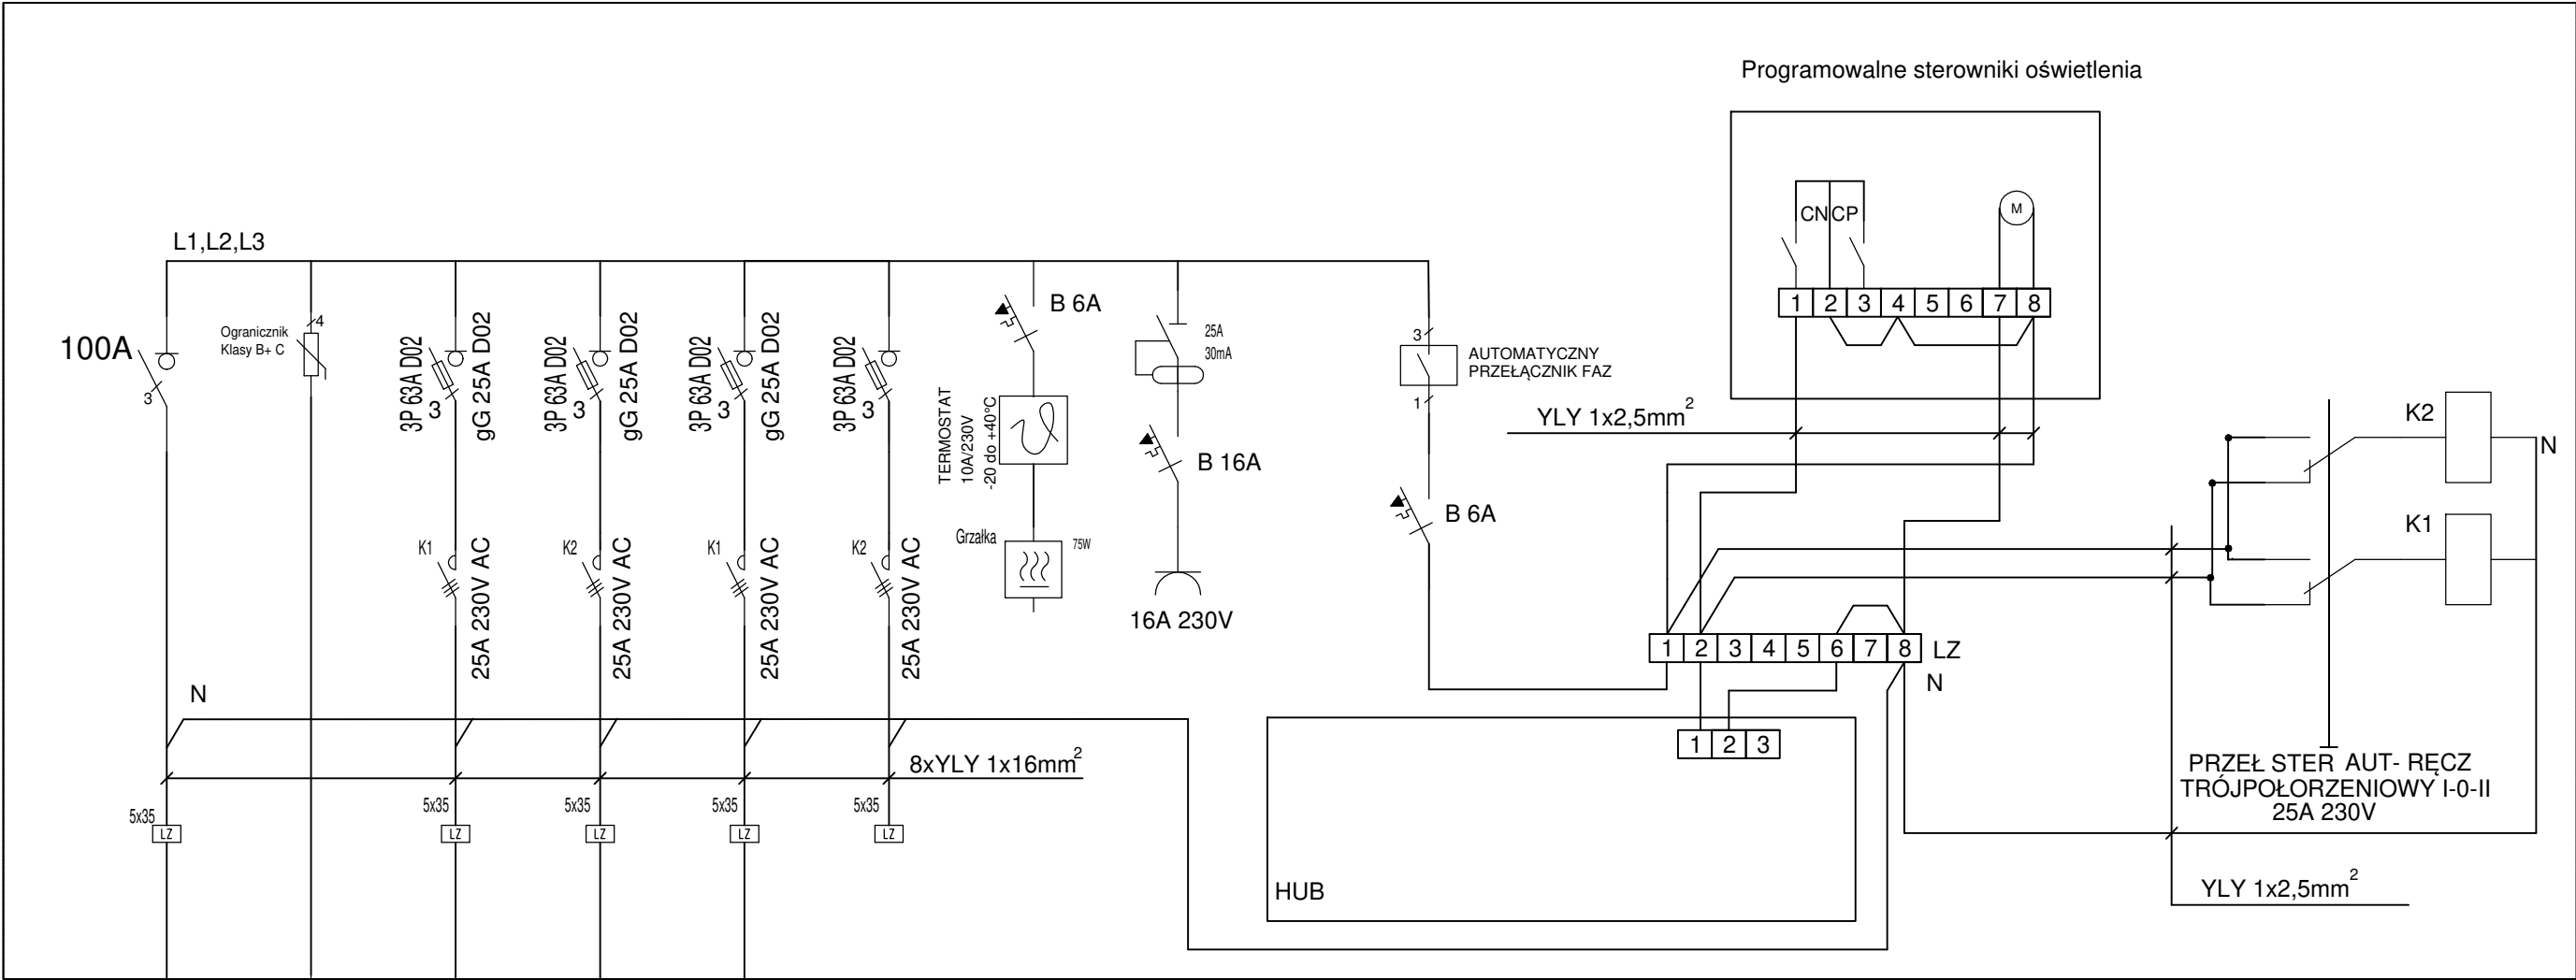 Programowalne sterowniki oświetlenia
CN CP
M
1 2 3 4 5 6 7 8
L1,L2,L3
100A
3
Ogranicznik
Klasy B+ C
4
3P 63A D02
3
gG 25A D02
3P 63A D02
3
gG 25A D02
3P 63A D02
3
gG 25A D02
3P 63A D02
3
B 6A
TERMOSTAT
10A/230V
-20 do +40°C
Grzałka
75W
25A
30mA
B 16A
16A 230V
3
AUTOMATYCZNY
PRZEŁĄCZNIK FAZ
1
B 6A
YLY 1x2,5mm2
K1
25A 230V AC
K2
25A 230V AC
K1
25A 230V AC
K2
25A 230V AC
K2
N
K1
1 2 3 4 5 6 7 8 LZ
N
N
1 2 3
HUB
8xYLY 1x16mm2
5x35
LZ
5x35
LZ
5x35
LZ
5x35
LZ
5x35
LZ
PRZEŁ STER AUT- RĘCZ
TRÓJPOŁORZENIOWY I-0-II
25A 230V
YLY 1x2,5mm2